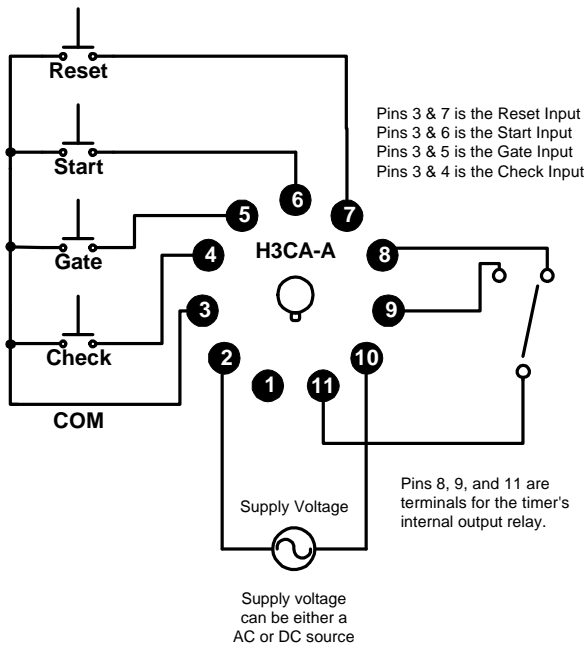 Reset
Pins 3 & 7 is the Reset Input
Pins 3 & 6 is the Start Input
Pins 3 & 5 is the Gate Input
Pins 3 & 4 is the Check Input
Start
6
5
7
Gate
4
H3CA-A
8
3
9
Check
2
10
1
11
COM
Pins 8, 9, and 11 are
terminals for the timer's
internal output relay.
Supply Voltage
Supply voltage
can be either a
AC or DC source